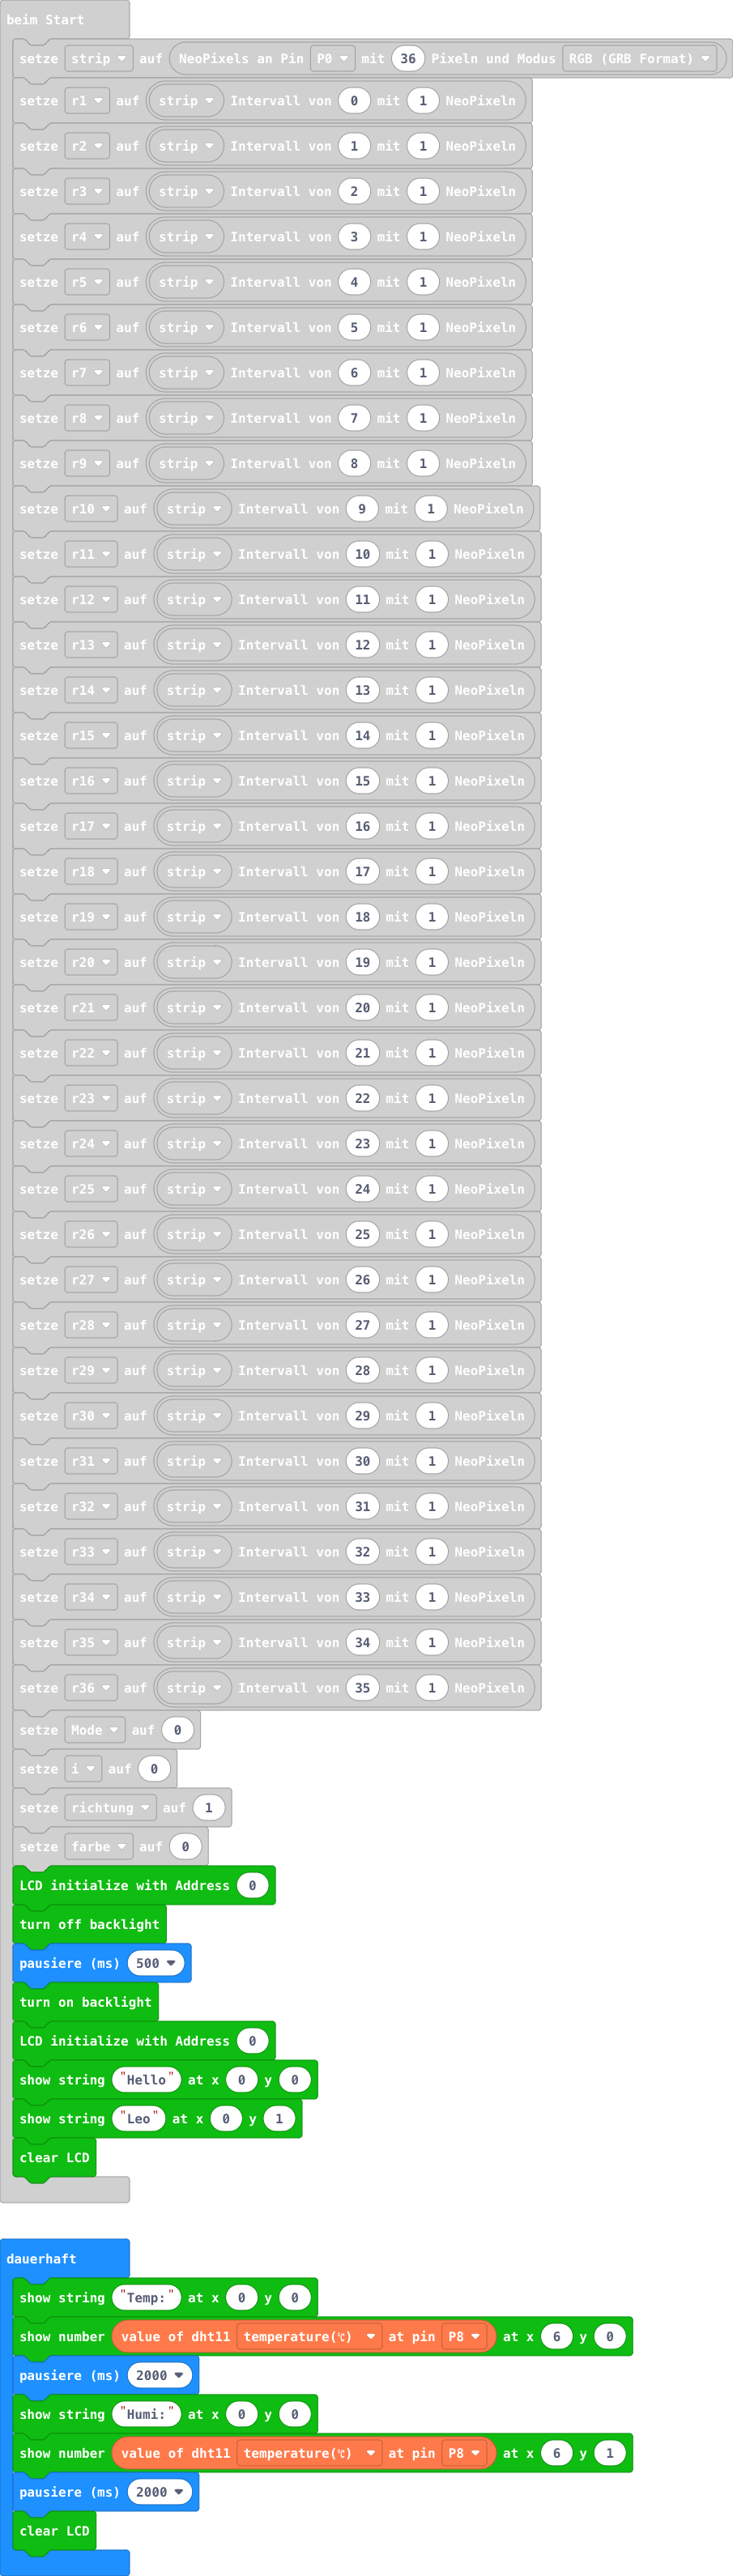 beim Start
setze strip auf NeoPixels an Pin P0 mit 36 Pixeln und Modus RGB (GRB Format)
setze r1 auf strip Intervall von 0 mit 1 NeoPixeln
setze r2 auf strip Intervall von 1 mit 1 NeoPixeln
setze r3 auf strip Intervall von 2 mit 1 NeoPixeln
setze r4 auf strip Intervall von 3 mit 1 NeoPixeln
setze r5 auf strip Intervall von 4 mit 1 NeoPixeln
setze r6 auf strip Intervall von 5 mit 1 NeoPixeln
setze r7 auf strip Intervall von 6 mit 1 NeoPixeln
setze r8 auf strip Intervall von 7 mit 1 NeoPixeln
setze r9 auf strip Intervall von 8 mit 1 NeoPixeln
setze r10 auf strip Intervall von 9 mit 1 NeoPixeln
setze r11 auf strip Intervall von 10 mit 1 NeoPixeln
setze r12 auf strip Intervall von 11 mit 1 NeoPixeln
setze r13 auf strip Intervall von 12 mit 1 NeoPixeln
setze r14 auf strip Intervall von 13 mit 1 NeoPixeln
setze r15 auf strip Intervall von 14 mit 1 NeoPixeln
setze r16 auf strip Intervall von 15 mit 1 NeoPixeln
setze r17 auf strip Intervall von 16 mit 1 NeoPixeln
setze r18 auf strip Intervall von 17 mit 1 NeoPixeln
setze r19 auf strip Intervall von 18 mit 1 NeoPixeln
setze r20 auf strip Intervall von 19 mit 1 NeoPixeln
setze r21 auf strip Intervall von 20 mit 1 NeoPixeln
setze r22 auf strip Intervall von 21 mit 1 NeoPixeln
setze r23 auf strip Intervall von 22 mit 1 NeoPixeln
setze r24 auf strip Intervall von 23 mit 1 NeoPixeln
setze r25 auf strip Intervall von 24 mit 1 NeoPixeln
setze r26 auf strip Intervall von 25 mit 1 NeoPixeln
setze r27 auf strip Intervall von 26 mit 1 NeoPixeln
setze r28 auf strip Intervall von 27 mit 1 NeoPixeln
setze r29 auf strip Intervall von 28 mit 1 NeoPixeln
setze r30 auf strip Intervall von 29 mit 1 NeoPixeln
setze r31 auf strip Intervall von 30 mit 1 NeoPixeln
setze r32 auf strip Intervall von 31 mit 1 NeoPixeln
setze r33 auf strip Intervall von 32 mit 1 NeoPixeln
setze r34 auf strip Intervall von 33 mit 1 NeoPixeln
setze r35 auf strip Intervall von 34 mit 1 NeoPixeln
setze r36 auf strip Intervall von 35 mit 1 NeoPixeln
setze Mode auf 0
setze i auf 0
setze richtung auf 1
setze farbe auf 0
LCD initialize with Address 0
turn off backlight
pausiere (ms) 500
turn on backlight
LCD initialize with Address 0
show string "Hello" at x 0 y 0
show string "Leo" at x 0 y 1
clear LCD
dauerhaft
show string "Temp:" at x 0 y 0
show number value of dht11 temperature(℃) at pin P8 at x 6 y 0
pausiere (ms) 2000
show string "Humi:" at x 0 y 0
show number value of dht11 temperature(℃) at pin P8 at x 6 y 1
pausiere (ms) 2000
clear LCD